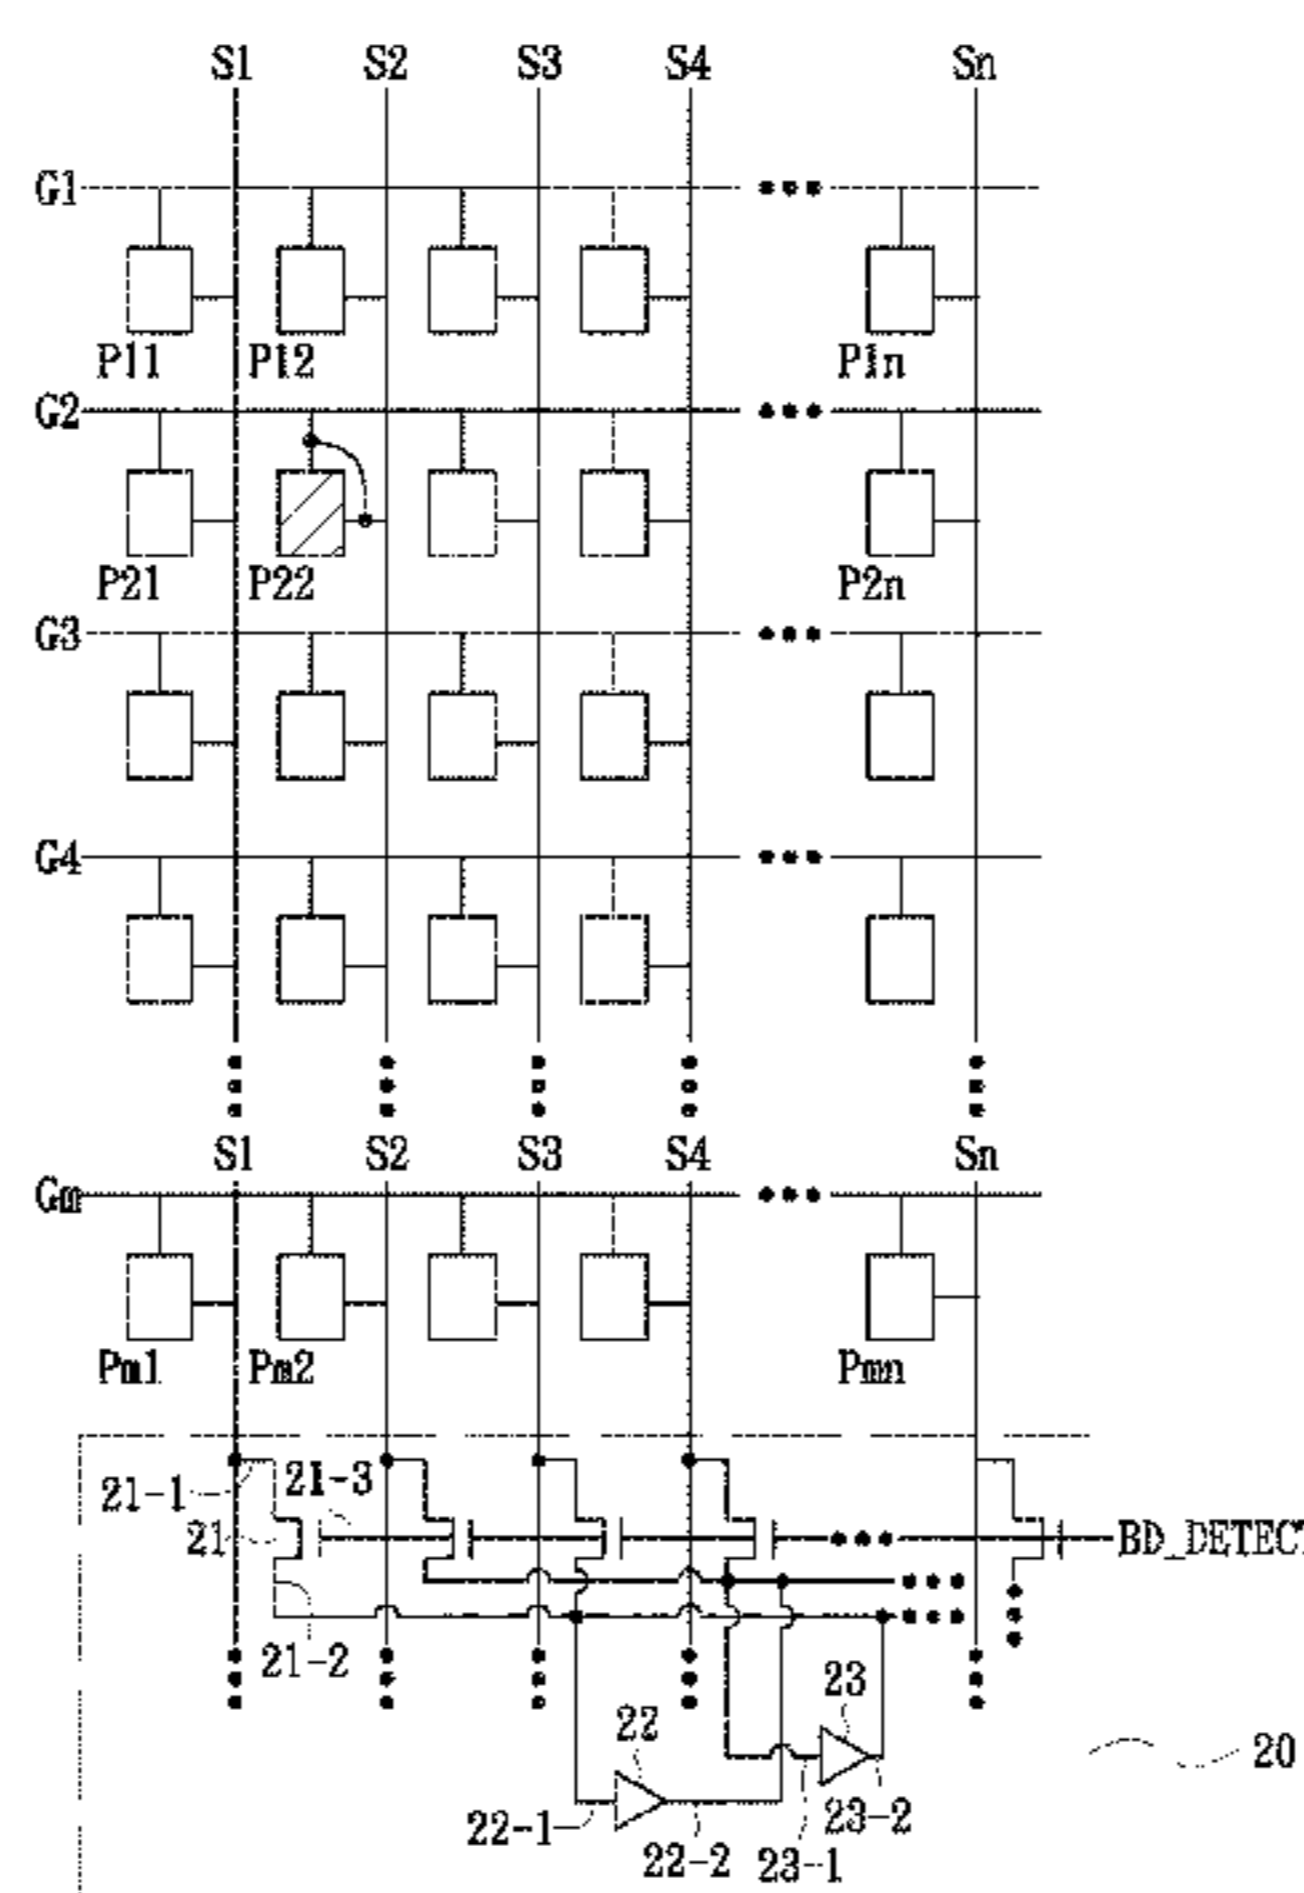 S1 S2 S3 S4 Sn
G1
P11 P12 P1n
G2
P21 P22 P2n
G3
G4
S1 S2 S3 S4 Sn
Gm
Pm1 Pm2 Pmn
21-1 21-3
21 BD_DETECT
21-2
23
22 20
22-1 23-2
22-2 23-1